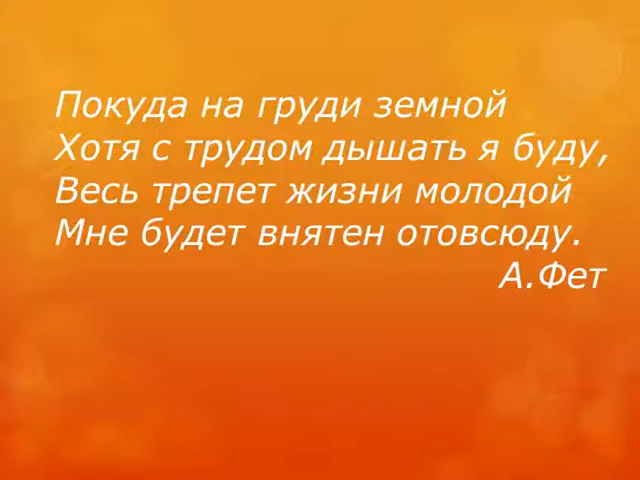 Покуда на груди земной
Хотя с трудом дышать я буду,
Весь трепет жизни молодой
Мне будет внятен отовсюду.
А.Фет